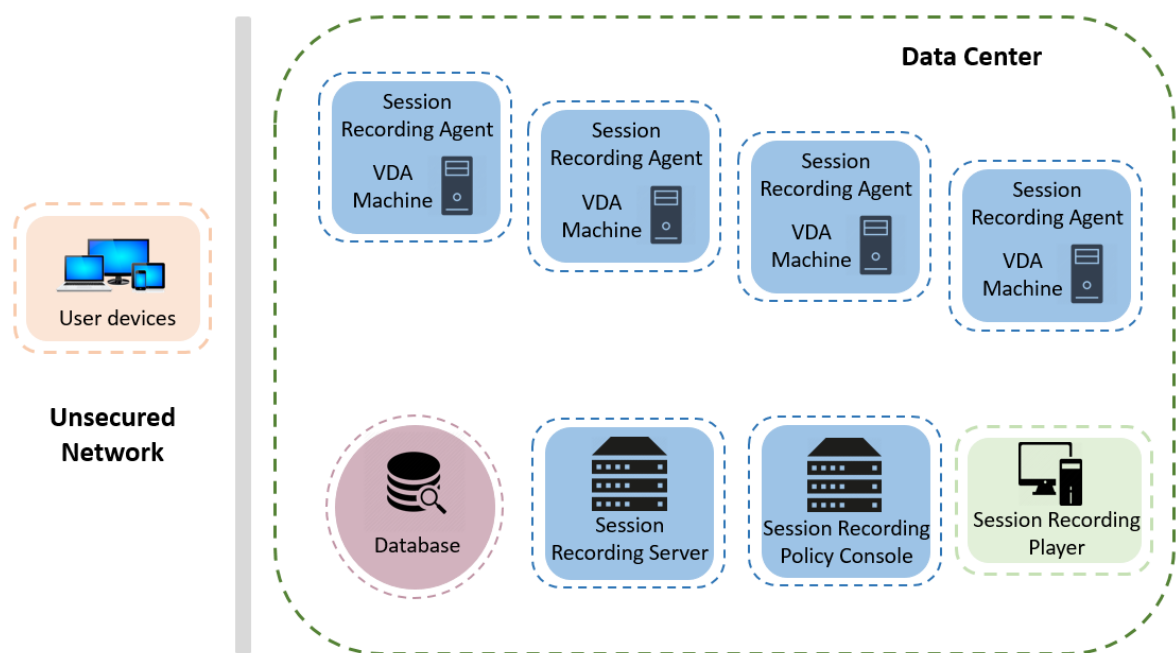 Data Center
Session
Recording Agent
VDA
Machine
Session
Recording Agent
VDA
Machine
Session
Recording Agent
VDA
Machine
Session
Recording Agent
VDA
Machine
User devices
Unsecured
Network
Database
Session
Recording Server
Session Recording
Policy Console
Session Recording
Player